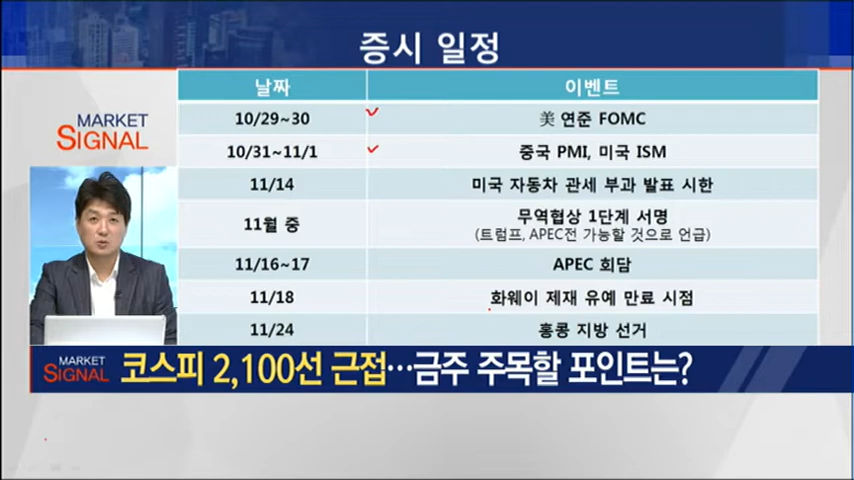 증시 일정
날짜 이벤트
MARKET
SIGNAL
10/29~30 美 연준 FOMC
10/31~11/1 중국 PMI, 미국 ISM
11/14 미국 자동차 관세 부과 발표 시한
11월 중 무역협상 1단계 서명
(트럼프, APEC전 가능할 것으로 언급)
11/16~17 APEC 회담
11/18 화웨이 제재 유예 만료 시점
11/24 홍콩 지방 선거
MARKET
SIGNAL
코스피 2,100선 근접…금주 주목할 포인트는?